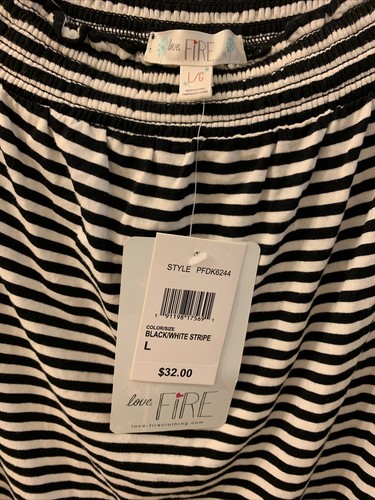 love, FIRE
L/G
STYLE PFDK6244
COLOR/SIZE
BLACK/WHITE STRIPE
L
$32.00
love, FIRE
love-fireclothing.com